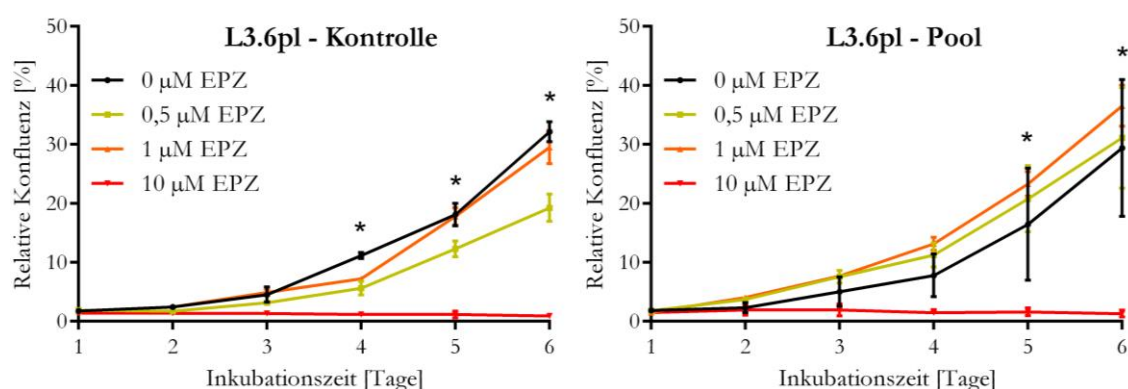 L3.6pl - Kontrolle
Relative Konfluenz [%]
50
40
30
20
10
0
0 µM EPZ
0,5 µM EPZ
1 µM EPZ
10 µM EPZ
*
*
*
1 2 3 4 5 6
Inkubationszeit [Tage]
L3.6pl - Pool
Relative Konfluenz [%]
50
40
30
20
10
0
0 µM EPZ
0,5 µM EPZ
1 µM EPZ
10 µM EPZ
*
*
1 2 3 4 5 6
Inkubationszeit [Tage]